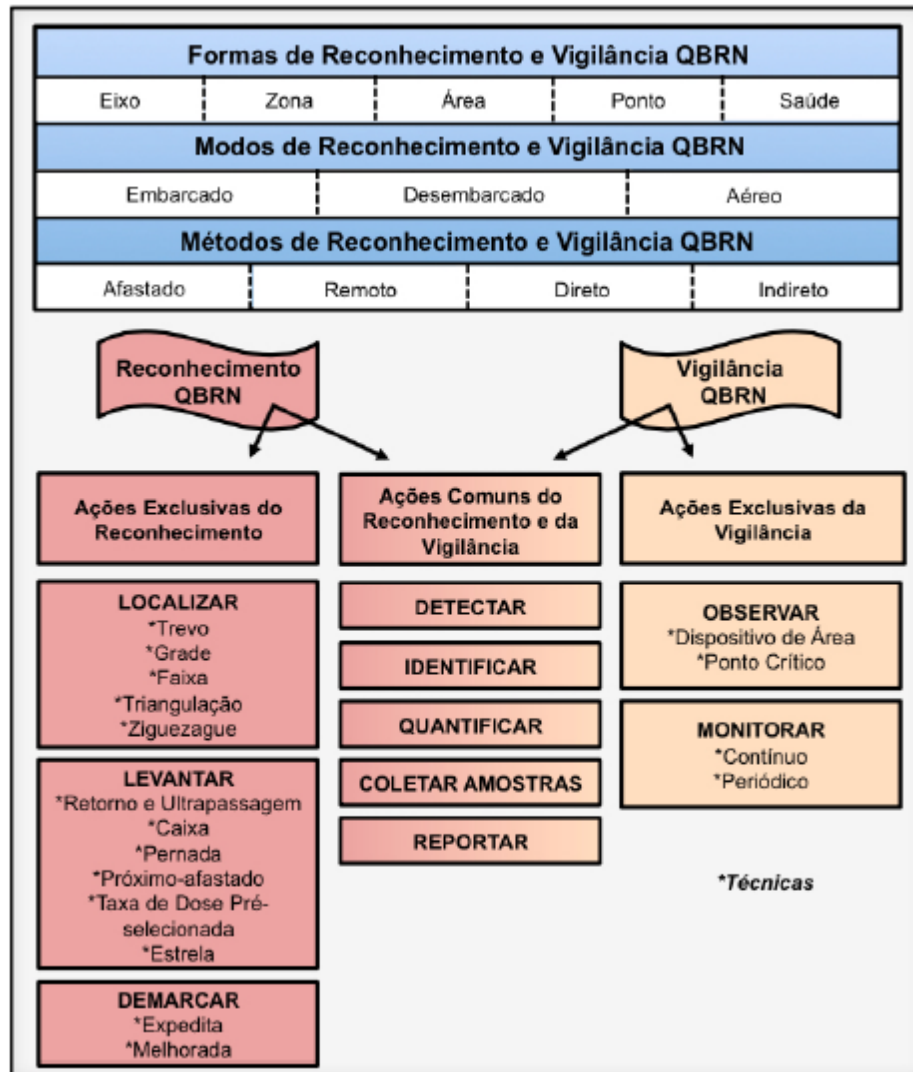 Formas de Reconhecimento e Vigilância QBRN
Eixo Zona Área Ponto Saúde
Modos de Reconhecimento e Vigilância QBRN
Embarcado Desembarcado Aéreo
Métodos de Reconhecimento e Vigilância QBRN
Afastado Remoto Direto Indireto
Reconhecimento
QBRN
Vigilância
QBRN
Ações Exclusivas do
Reconhecimento
Ações Comuns do
Reconhecimento e da
Vigilância
Ações Exclusivas da
Vigilância
LOCALIZAR
*Trevo
*Grade
*Faixa
*Triangulação
*Ziguezague
LEVANTAR
*Retorno e Ultrapassagem
*Caixa
*Pernada
*Próximo-afastado
*Taxa de Dose Pré-
selecionada
*Estrela
DEMARCAR
*Expedita
*Melhorada
DETECTAR
IDENTIFICAR
QUANTIFICAR
COLETAR AMOSTRAS
REPORTAR
OBSERVAR
*Dispositivo de Área
*Ponto Crítico
MONITORAR
*Contínuo
*Periódico
*Técnicas